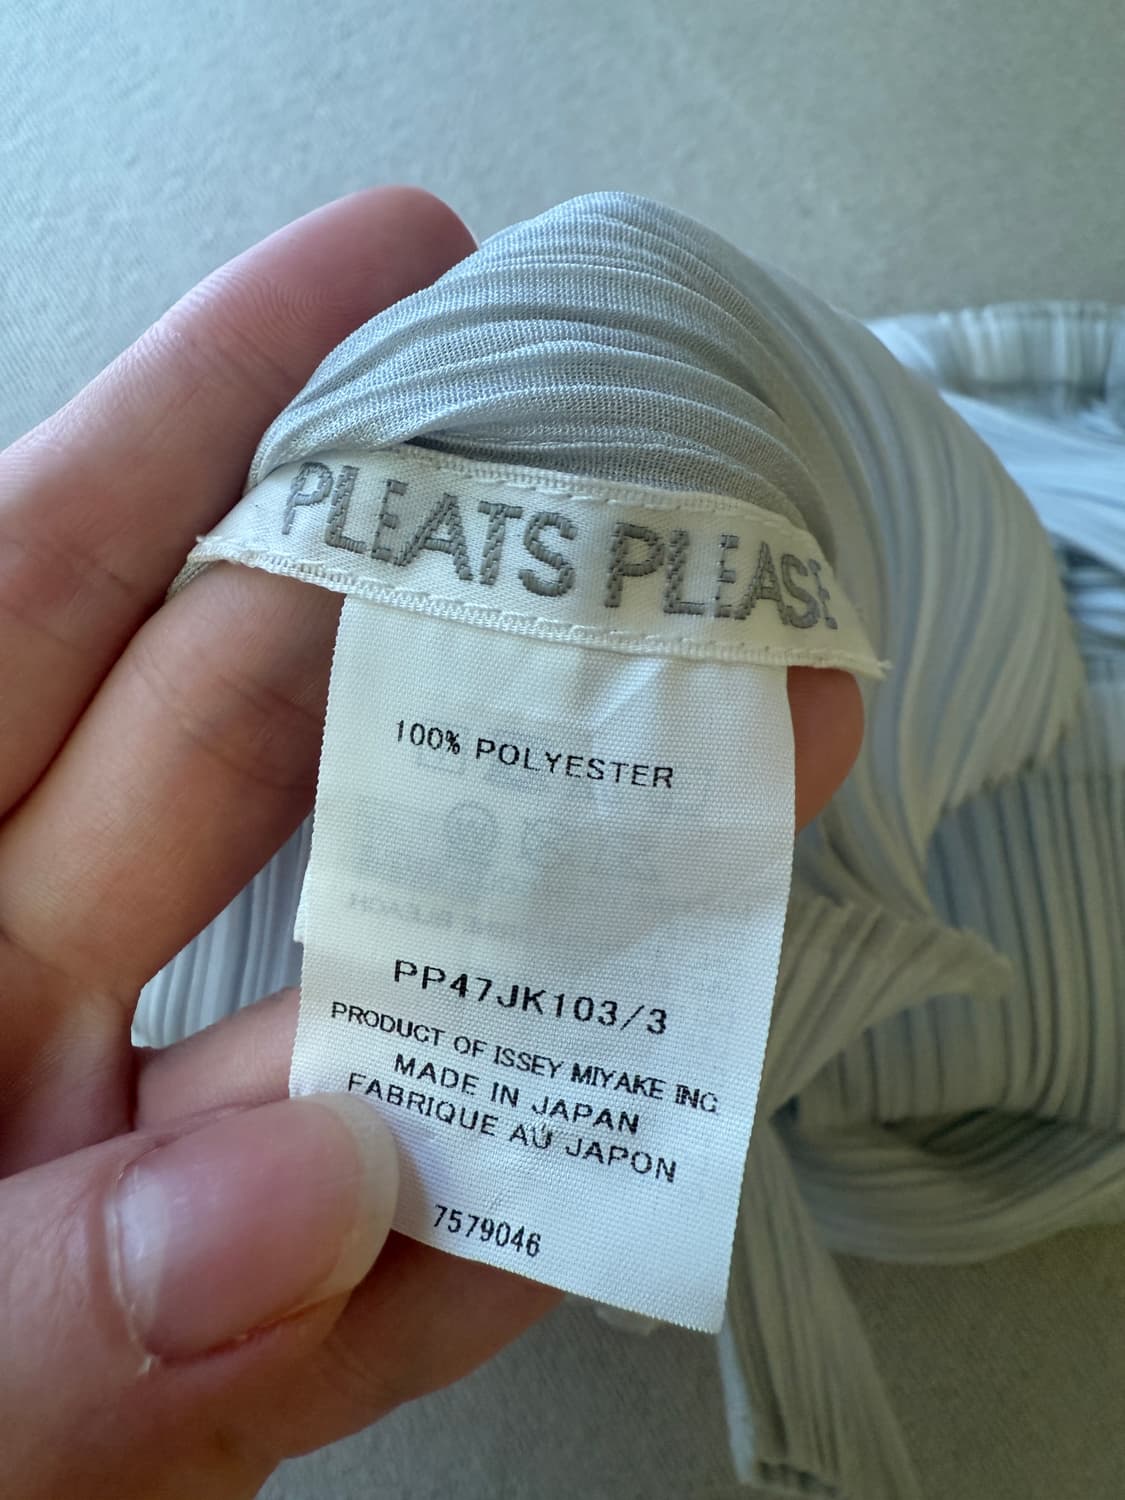 PLEATS PLEASE
100% POLYESTER
PP47JK103/3
PRODUCT OF ISSEY MIYAKE INC
MADE IN JAPAN
FABRIQUE AU JAPON
7579046